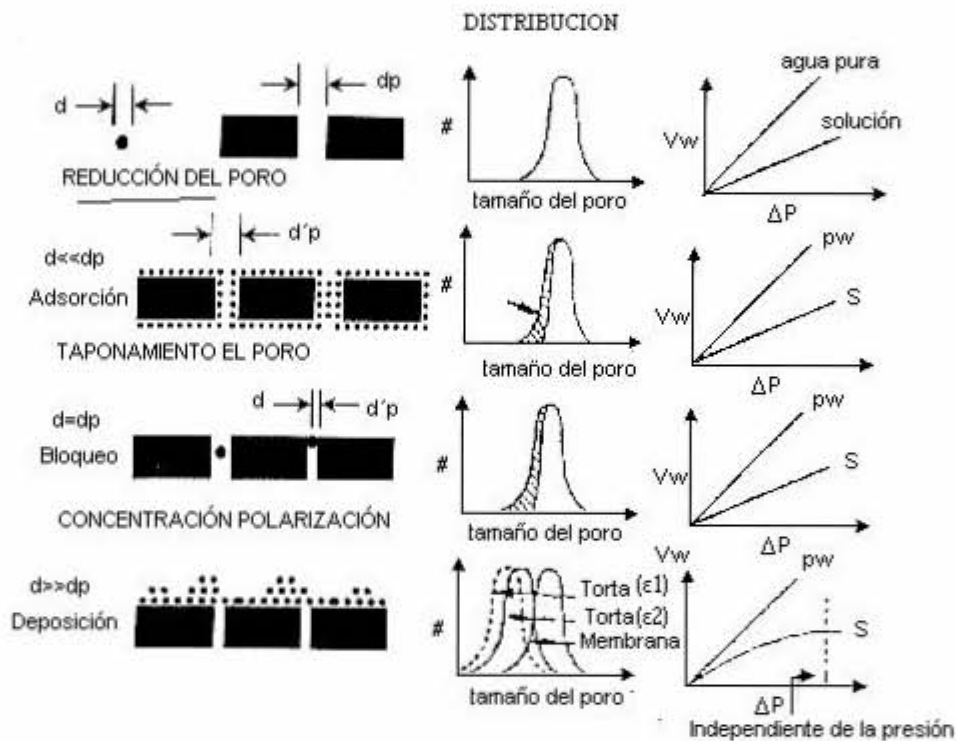 DISTRIBUCION
d
dp
#
tamaño del poro
agua pura
solución
Vw
ΔP
REDUCCIÓN DEL PORO
d´p
d<<dp
Adsorción
#
tamaño del poro
pw
S
Vw
ΔP
TAPONAMIENTO EL PORO
d
d´p
d=dp
Bloqueo
#
tamaño del poro
pw
S
Vw
ΔP
CONCENTRACIÓN POLARIZACIÓN
d>>dp
Deposición
#
Torta (ε1)
Torta(ε2)
Membrana
tamaño del poro
Vw
pw
S
ΔP
Independiente de la presión